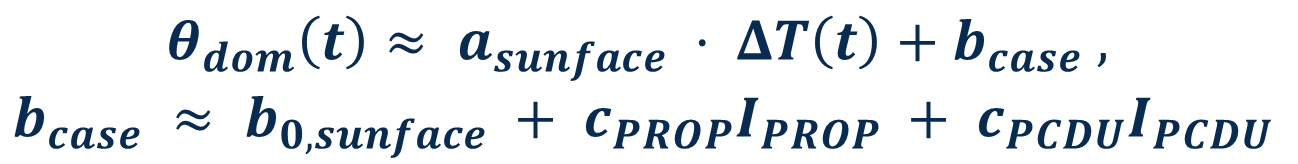 θ_dom(t) ≈ a_sunface · ΔT(t) + b_case ,
b_case ≈ b_0,sunface + c_PROP I_PROP + c_PCDU I_PCDU